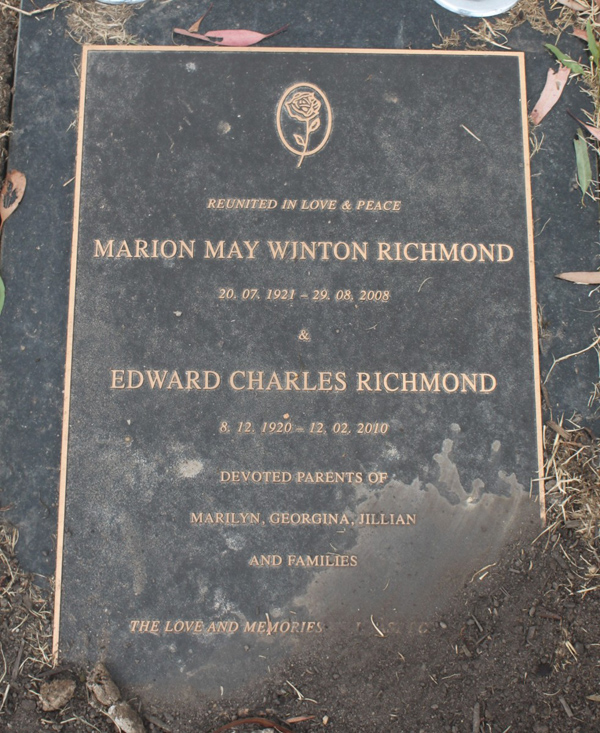 REUNITED IN LOVE & PEACE
MARION MAY WINTON RICHMOND
20. 07. 1921 – 29. 08. 2008
&
EDWARD CHARLES RICHMOND
8. 12. 1920 – 12. 02. 2010
DEVOTED PARENTS OF
MARILYN, GEORGINA, JILLIAN
AND FAMILIES
THE LOVE AND MEMORIES